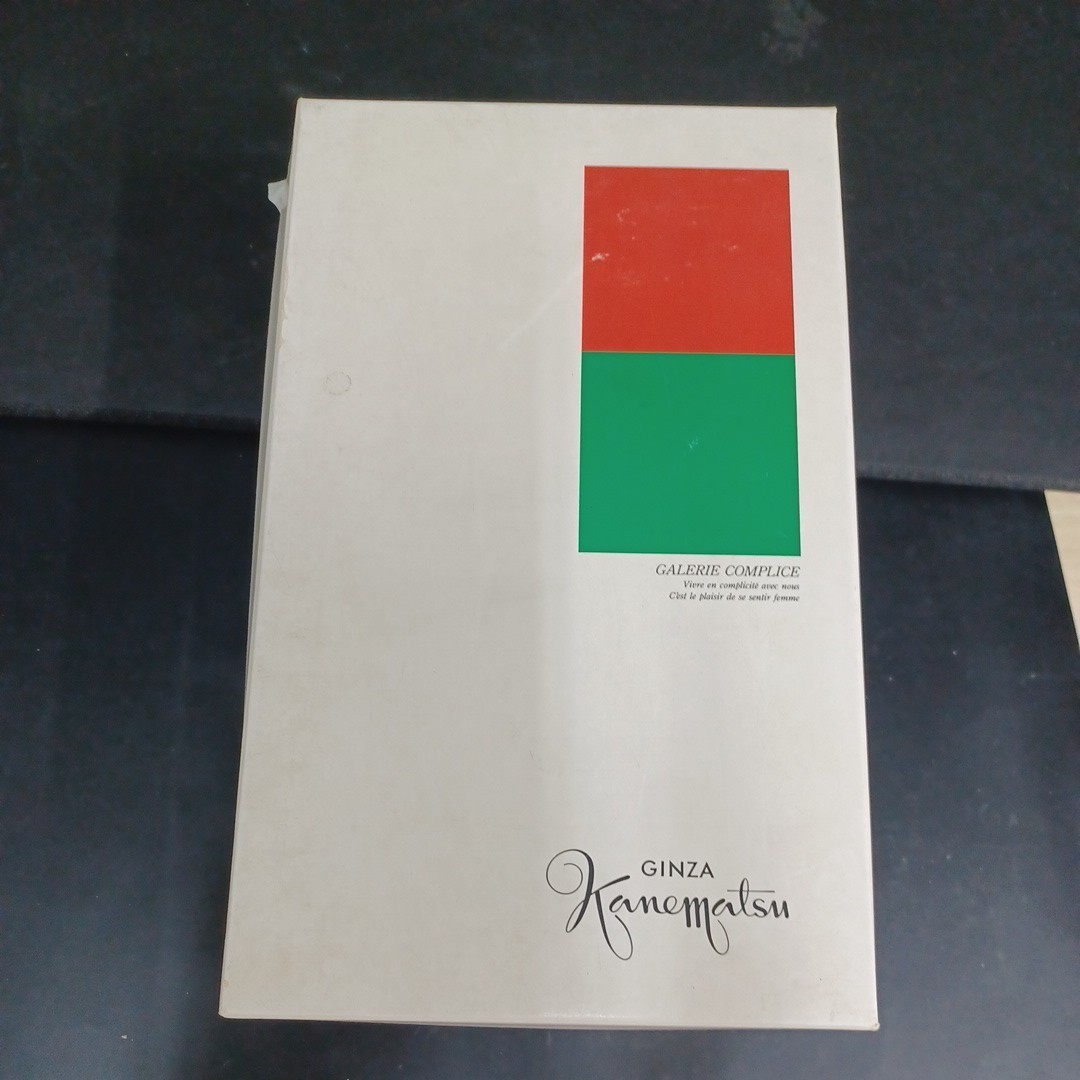 GALERIE COMPLICE
Vivre en complicité avec nous
C'est le plaisir de se sentir femme
GINZA
Kanematsu